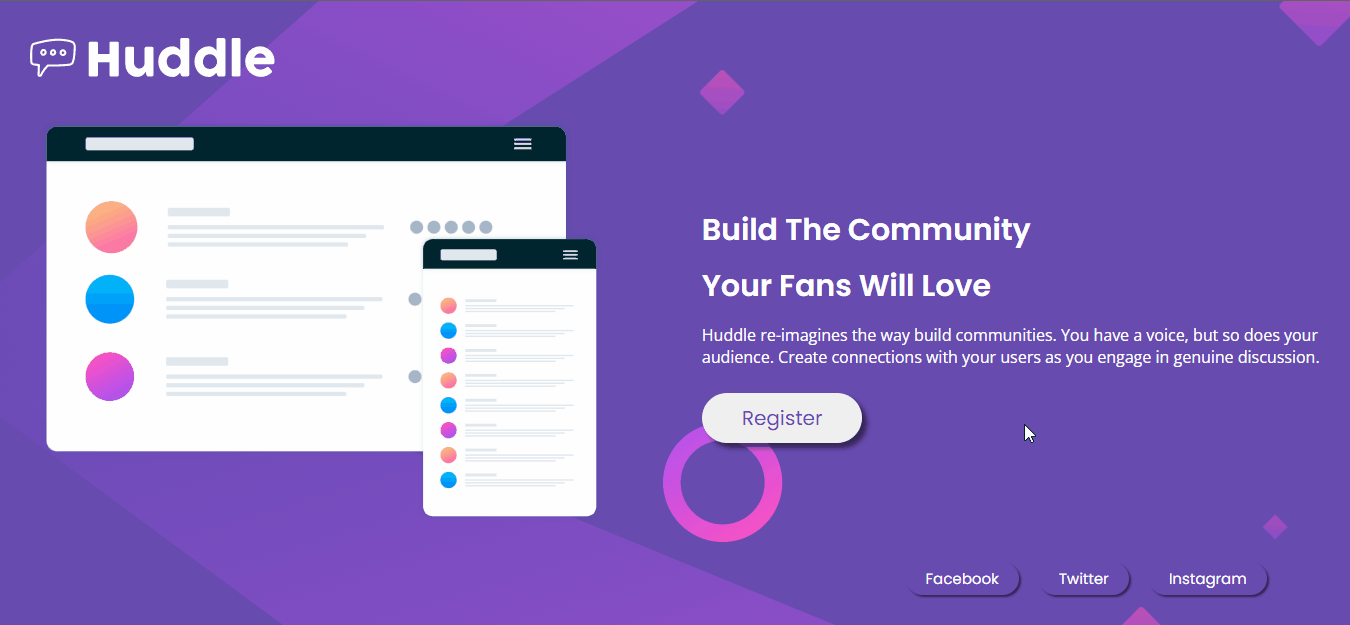 Huddle
Build The Community
Your Fans Will Love
Huddle re-imagines the way build communities. You have a voice, but so does your
audience. Create connections with your users as you engage in genuine discussion.
Register
Facebook Twitter Instagram